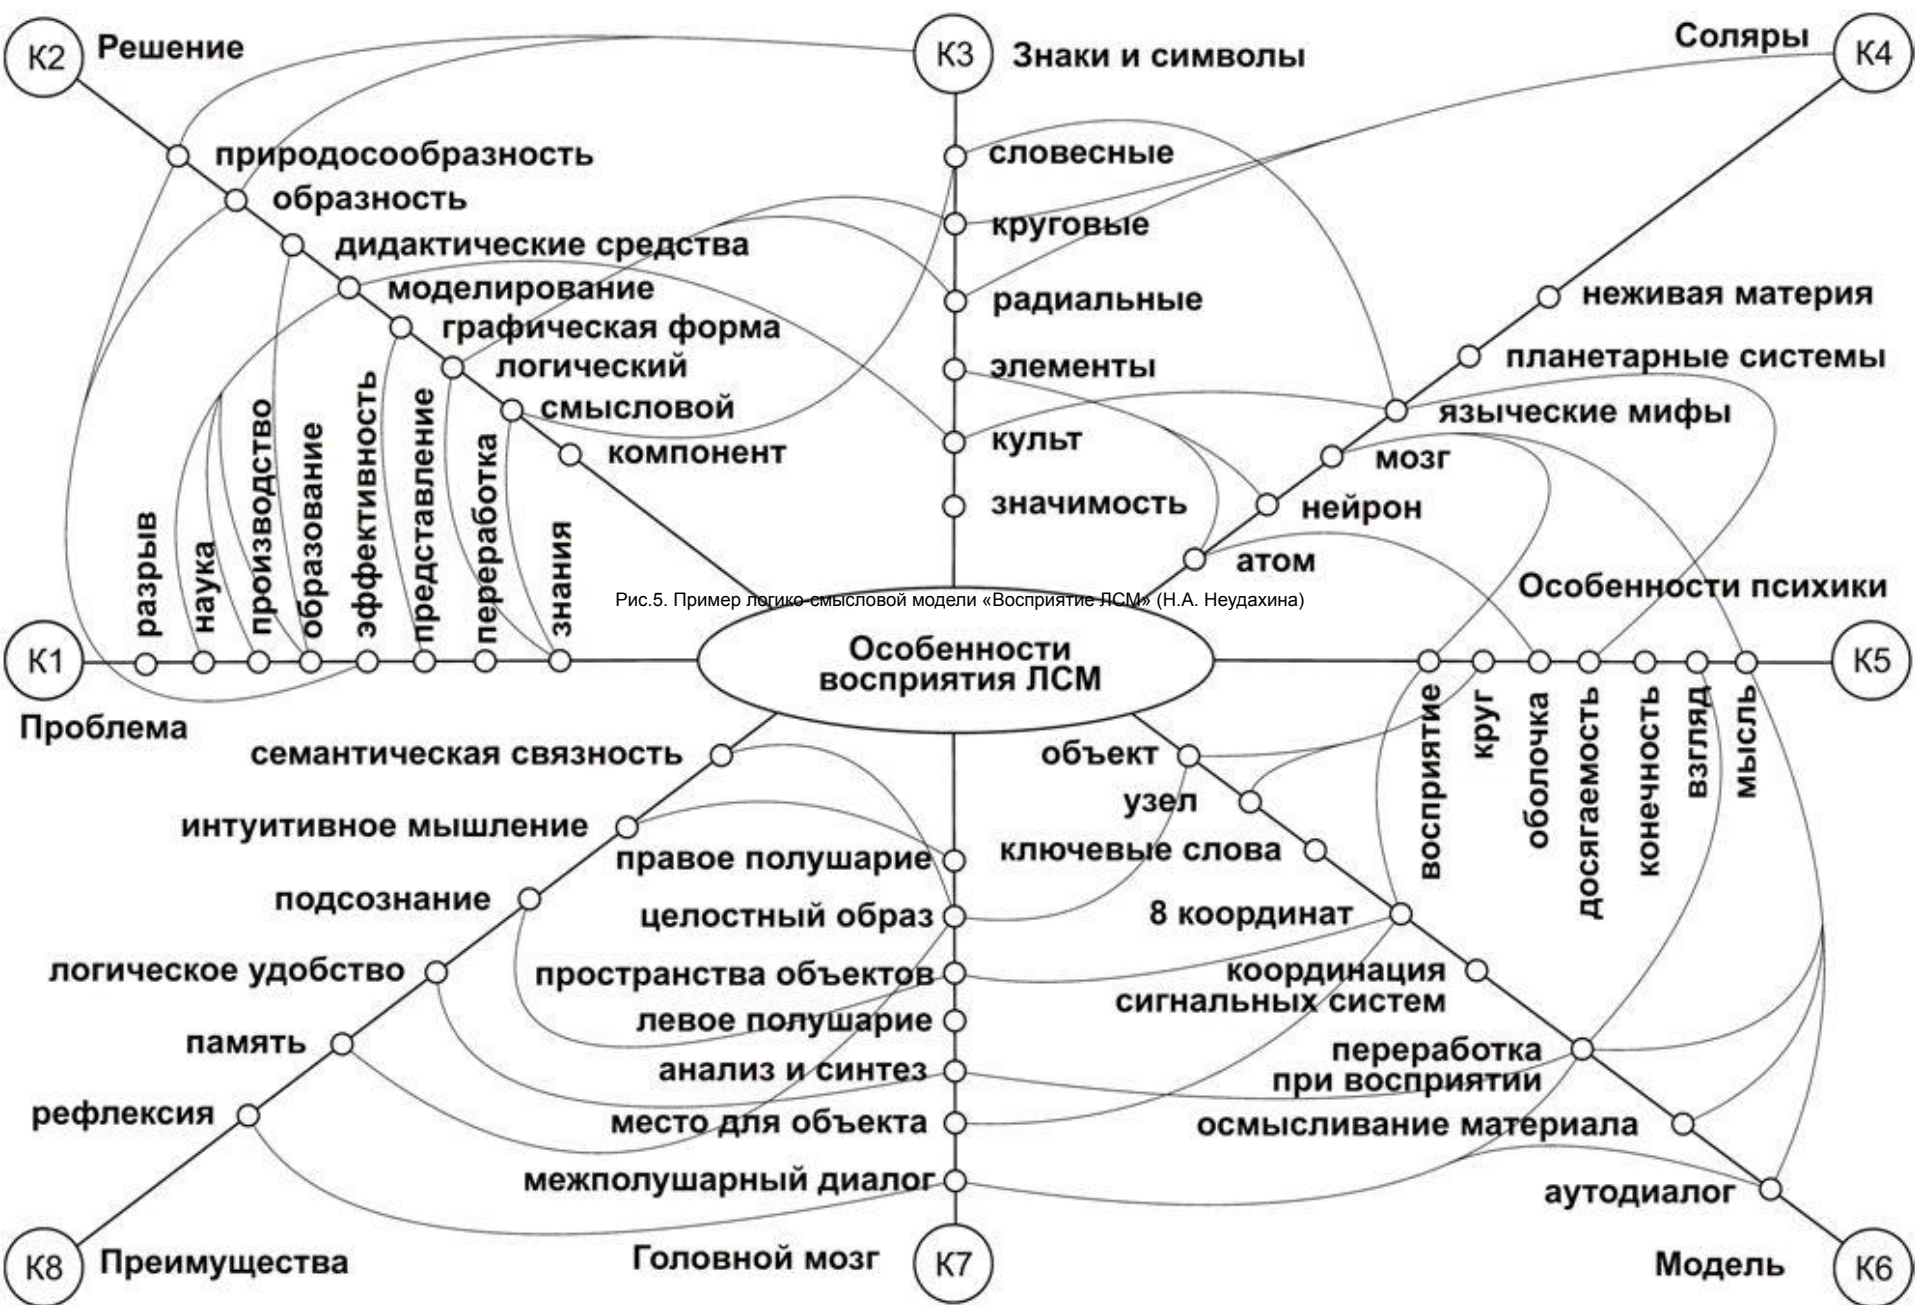 К2
Решение
К3
Знаки и символы
Соляры
К4
природосообразность
образность
дидактические средства
моделирование
графическая форма
логический
смысловой
компонент
словесные
круговые
радиальные
элементы
культ
значимость
неживая материя
планетарные системы
языческие мифы
мозг
нейрон
атом
разрыв
наука
производство
образование
эффективность
представление
переработка
знания
Рис.5. Пример логико-смысловой модели «Восприятие ЛСМ» (Н.А. Неудахина)
Особенности психики
К1
Проблема
Особенности
восприятия ЛСМ
К5
восприятие
круг
оболочка
досягаемость
конечность
взгляд
мысль
семантическая связность
интуитивное мышление
подсознание
логическое удобство
память
рефлексия
правое полушарие
целостный образ
пространства объектов
левое полушарие
анализ и синтез
место для объекта
межполушарный диалог
объект
узел
ключевые слова
8 координат
координация
сигнальных систем
переработка
при восприятии
осмысливание материала
аутодиалог
К8
Преимущества
Головной мозг
К7
Модель
К6